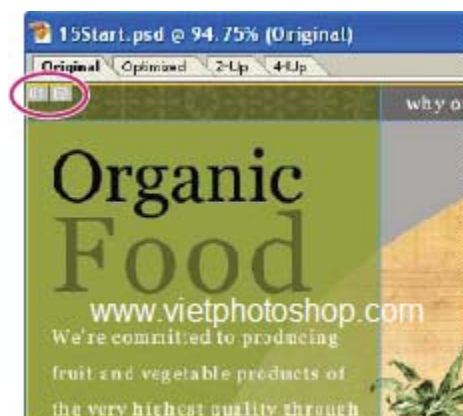 15Start.psd @ 94.75% (Original)
Original Optimized 2-Up 4-Up
why o
Organic
Food
www.vietphotoshop.com
We're committed to producing
fruit and vegetable products of
the very highest quality through